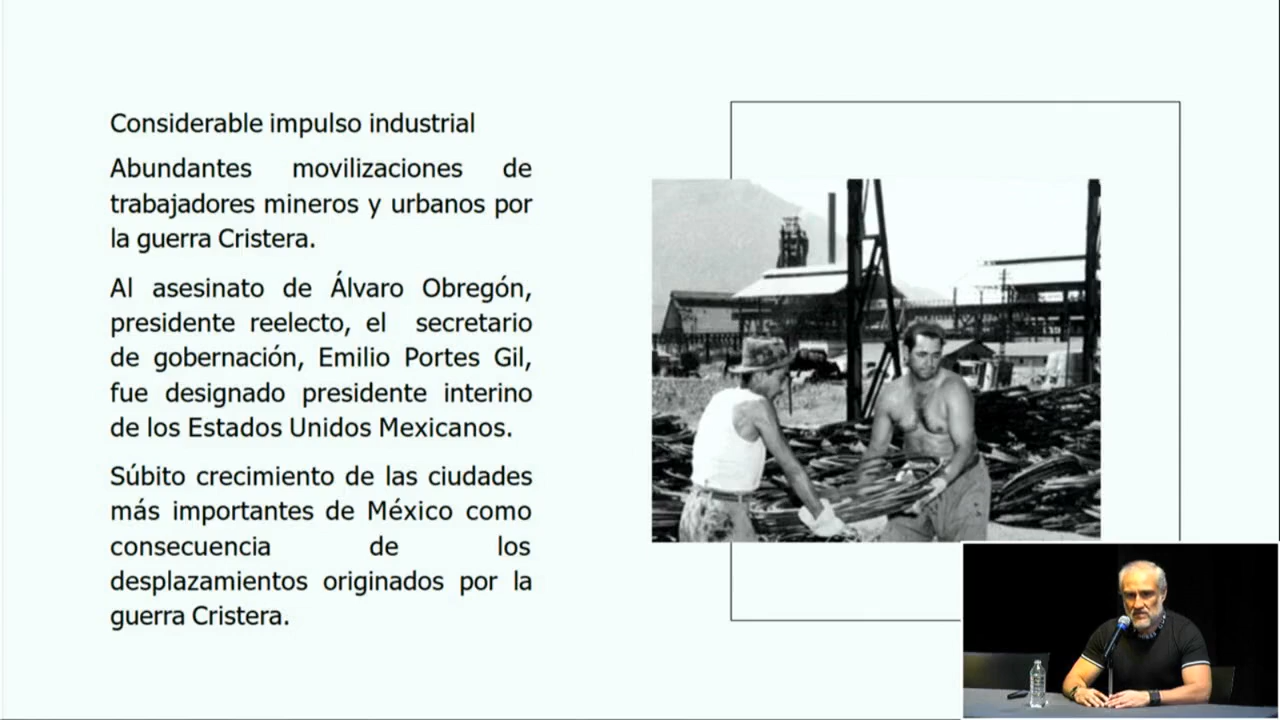 Considerable impulso industrial
Abundantes movilizaciones de
trabajadores mineros y urbanos por
la guerra Cristera.
Al asesinato de Álvaro Obregón,
presidente reelecto, el secretario
de gobernación, Emilio Portes Gil,
fue designado presidente interino
de los Estados Unidos Mexicanos.
Súbito crecimiento de las ciudades
más importantes de México como
consecuencia de los
desplazamientos originados por la
guerra Cristera.